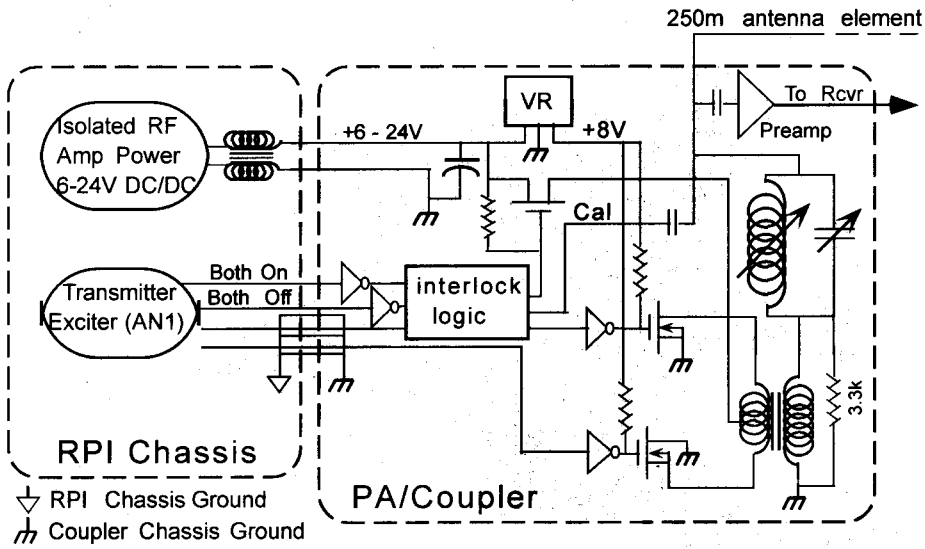 250m antenna element
Isolated RF
Amp Power
6-24V DC/DC
+6 - 24V
VR
+8V
To Rcvr
Preamp
Cal
Both On
Both Off
Transmitter
Exciter (AN1)
interlock
logic
3.3k
RPI Chassis
PA/Coupler
RPI Chassis Ground
Coupler Chassis Ground